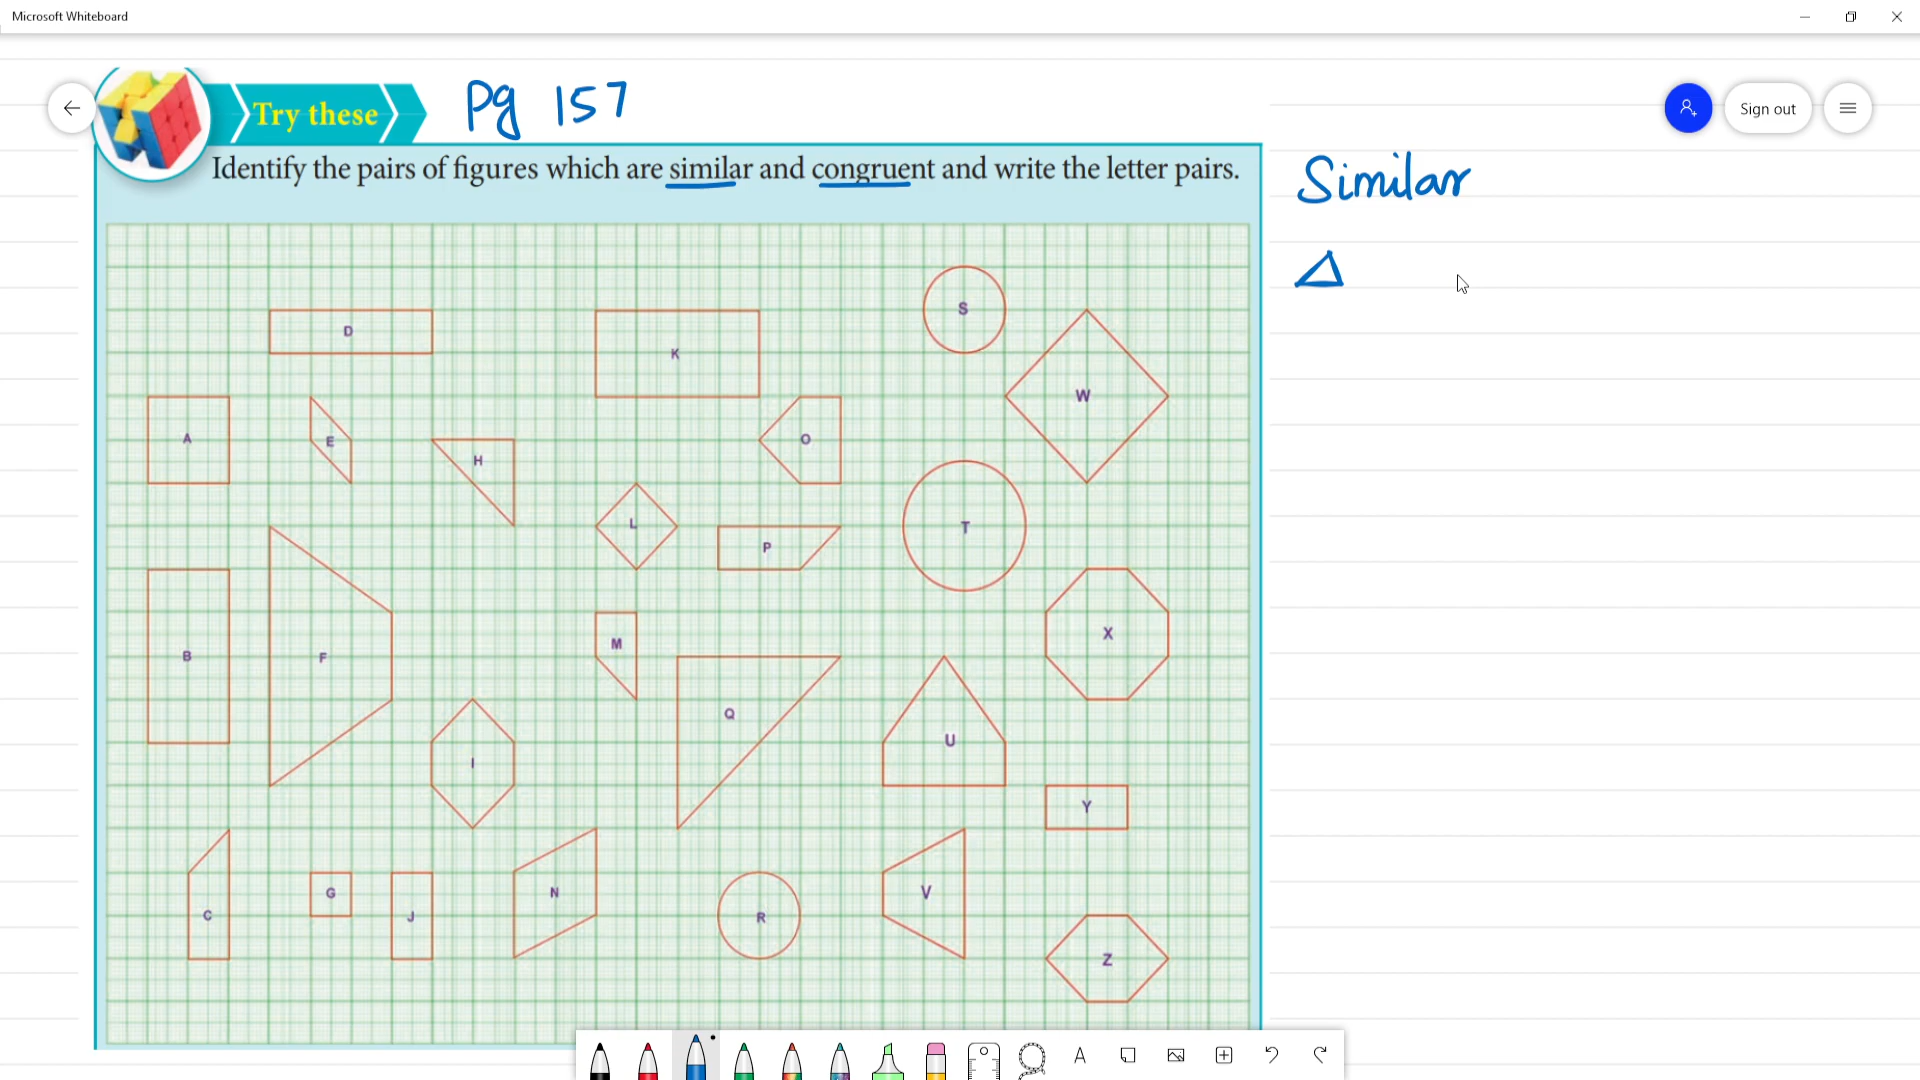 Microsoft Whiteboard
Try these
Pg 157
Sign out
Identify the pairs of figures which are similar and congruent and write the letter pairs.
Similar
S
D
K
W
A
E
O
H
L
T
P
X
M
B
F
Q
U
I
Y
G
N
V
C
J
R
Z
A